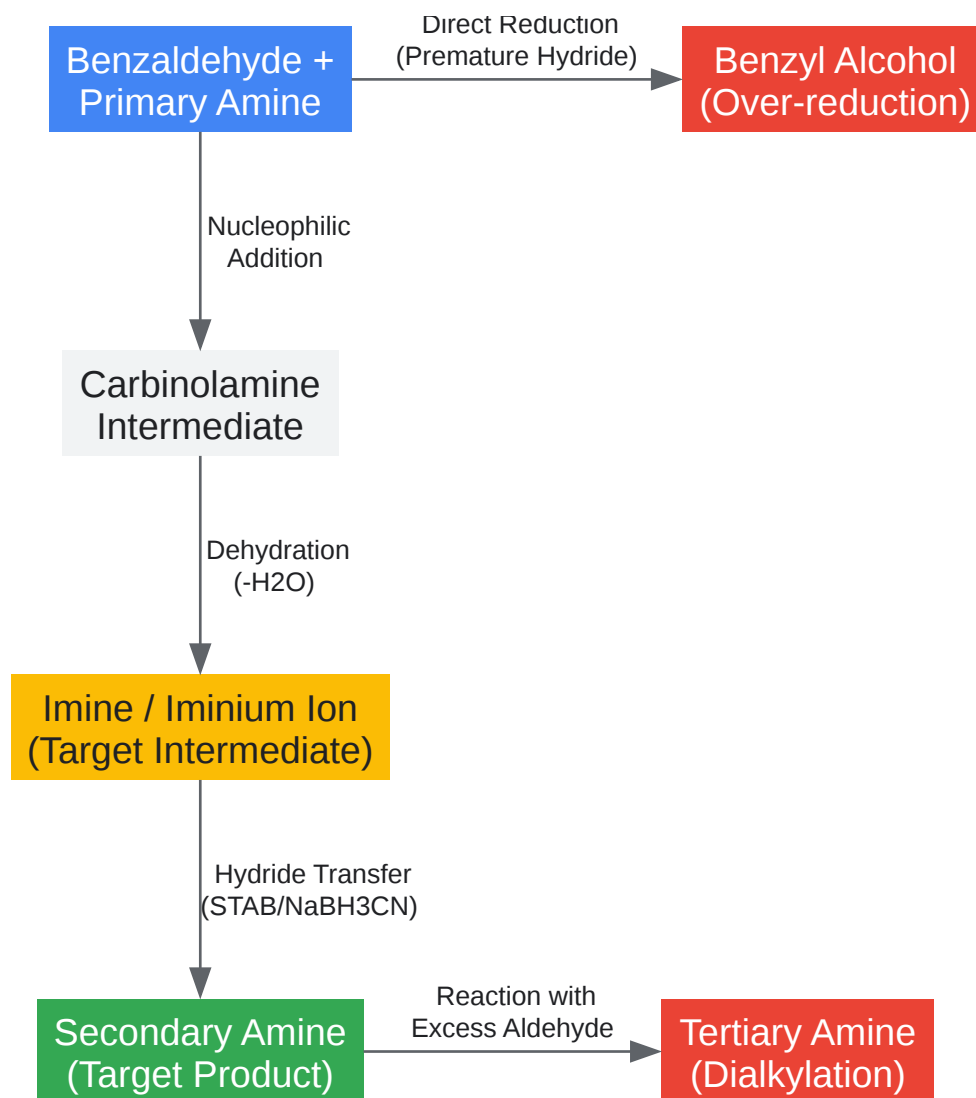 Direct Reduction
(Premature Hydride)
Benzaldehyde +
Primary Amine
Benzyl Alcohol
(Over-reduction)
Nucleophilic
Addition
Carbinolamine
Intermediate
Dehydration
(-H2O)
Imine / Iminium Ion
(Target Intermediate)
Hydride Transfer
(STAB/NaBH3CN)
Secondary Amine
(Target Product)
Reaction with
Excess Aldehyde
Tertiary Amine
(Dialkylation)